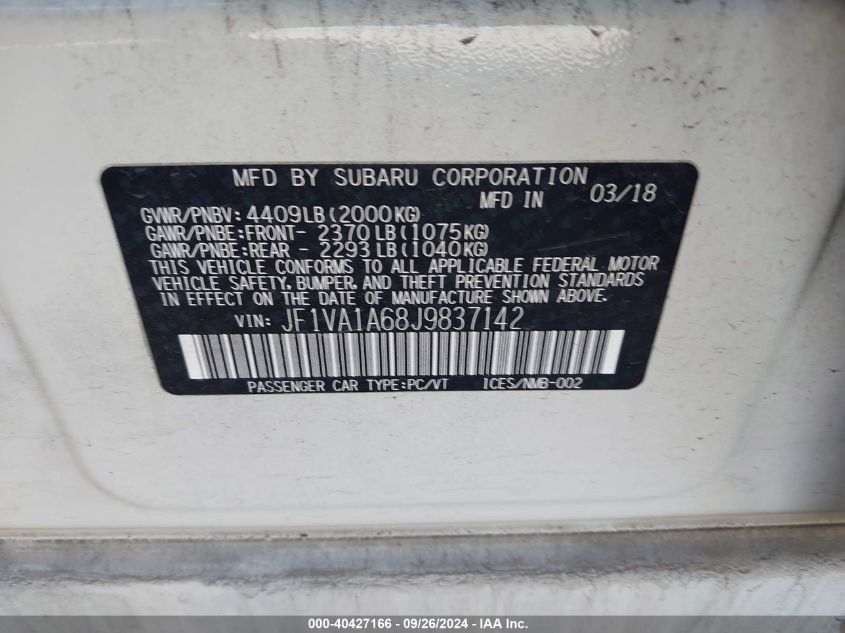 MFD BY SUBARU CORPORATION
MFD IN 03/18
GVWR/PNBV: 4409LB(2000KG)
GAWR/PNBE:FRONT- 2370LB(1075KG)
GAWR/PNBE:REAR - 2293LB(1040KG)
THIS VEHICLE CONFORMS TO ALL APPLICABLE FEDERAL MOTOR
VEHICLE SAFETY, BUMPER, AND THEFT PREVENTION STANDARDS
IN EFFECT ON THE DATE OF MANUFACTURE SHOWN ABOVE.
VIN: JF1VA1A68J9837142
PASSENGER CAR TYPE:PC/VT ICES/NMB-002
000-40427166 - 09/26/2024 - IAA Inc.